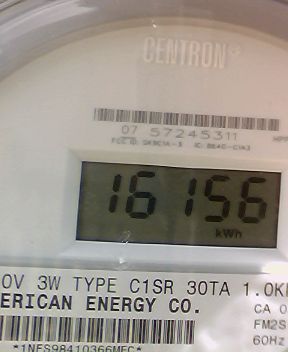 CENTRON®
07 57245311
16156
kWh
0V 3W TYPE C1SR 30TA 1.0K
ERICAN ENERGY CO.
CA 0
FM2S
60Hz
*1NES98410366MEC*